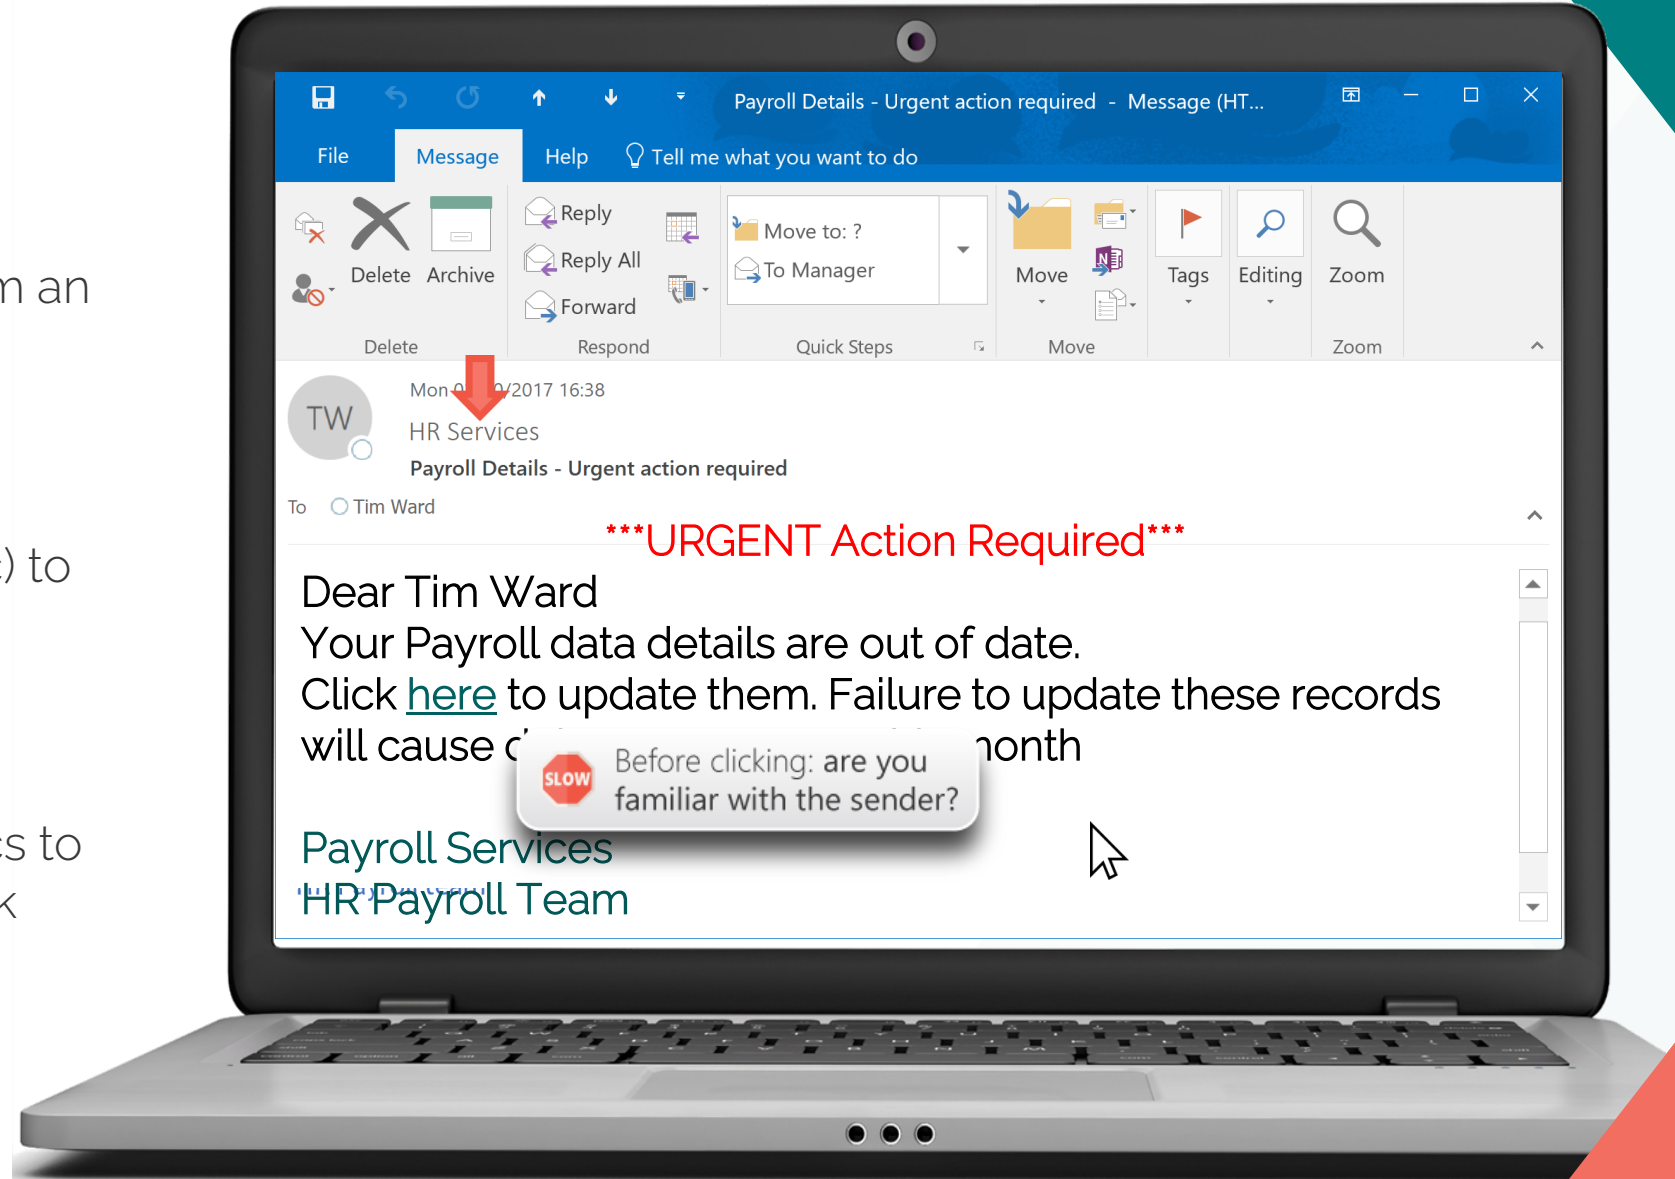 m an
) to
cs to
k
Payroll Details - Urgent action required - Message (HT...
File Message Help Tell me what you want to do
Delete Archive
Reply
Reply All
Forward
Move to: ?
To Manager
Move
Tags
Editing
Zoom
Delete
Respond
Quick Steps
Move
Zoom
Mon /2017 16:38
TW
HR Services
Payroll Details - Urgent action required
To Tim Ward
***URGENT Action Required***
Dear Tim Ward
Your Payroll data details are out of date.
Click here to update them. Failure to update these records
will cause month
SLOW
Before clicking: are you
familiar with the sender?
Payroll Services
HR Payroll Team